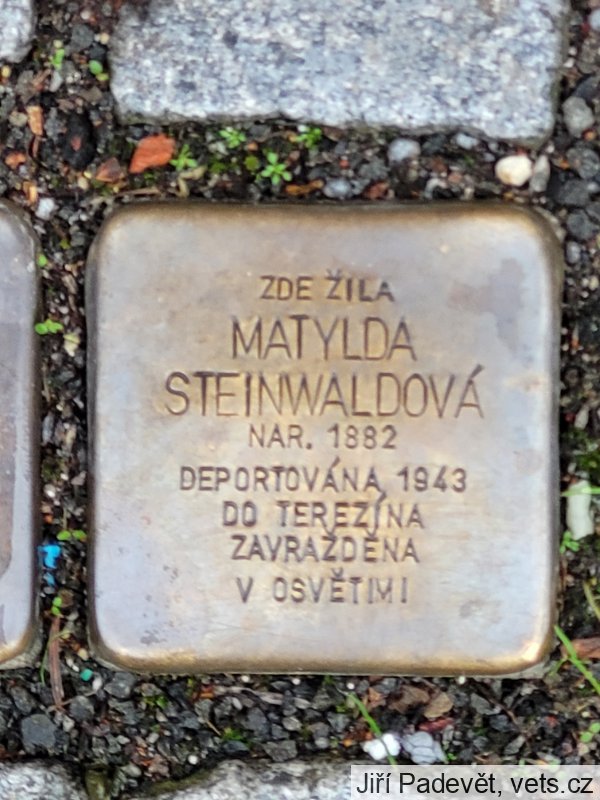 ZDE ŽILA
MATYLDA
STEINWALDOVÁ
NAR. 1882
DEPORTOVÁNA 1943
DO TEREZÍNA
ZAVRAŽDĚNA
V OSVĚTIMI
Jiří Padevět, vets.cz